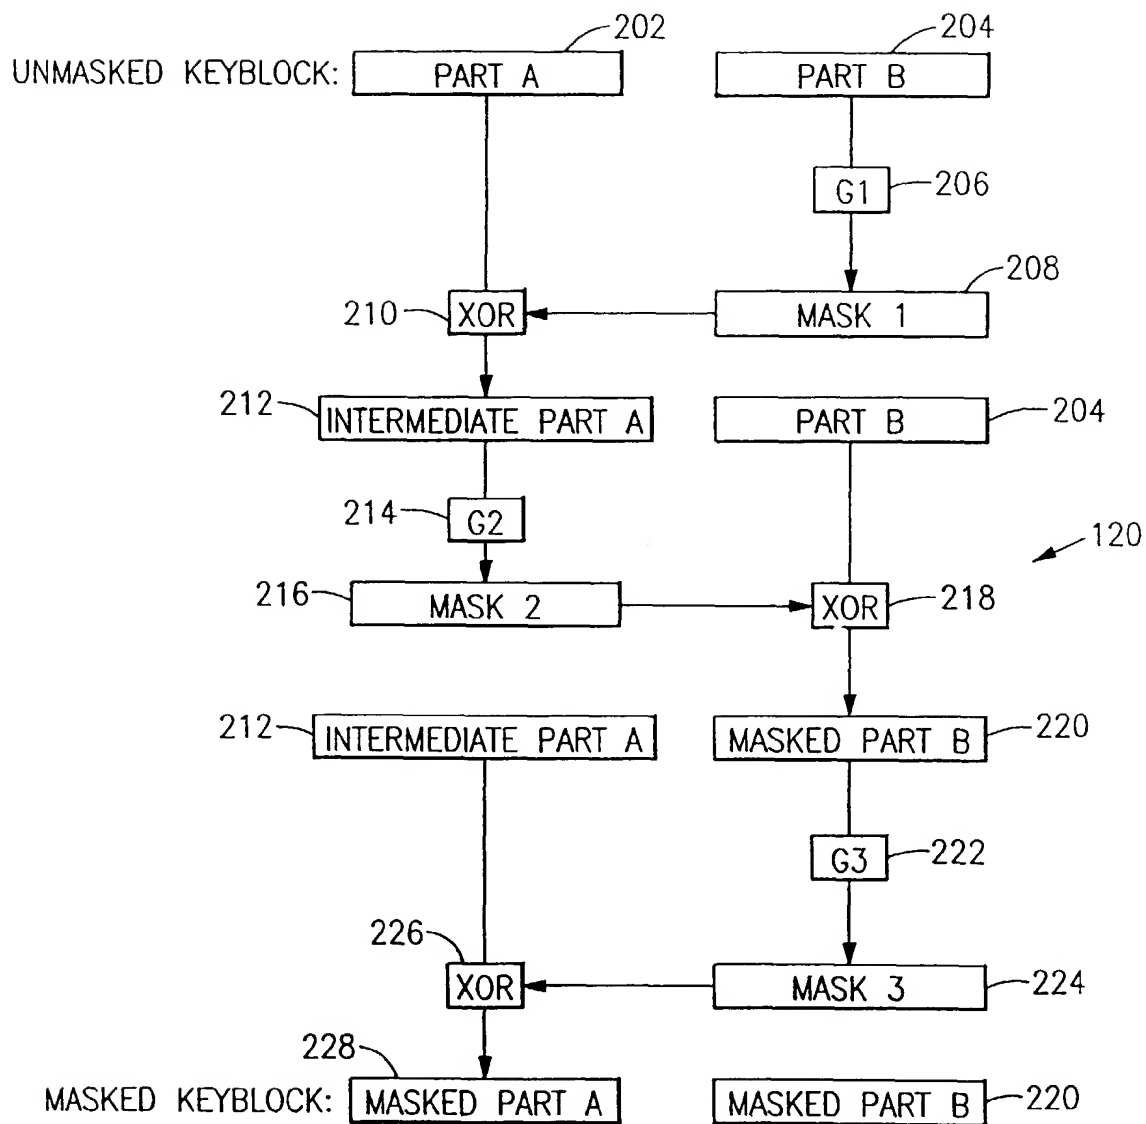 202 204
UNMASKED KEYBLOCK: PART A PART B
G1 206
208
210 XOR MASK 1
212 INTERMEDIATE PART A PART B 204
214 G2
120
216 MASK 2 XOR 218
212 INTERMEDIATE PART A MASKED PART B 220
G3 222
226
XOR MASK 3 224
228
MASKED KEYBLOCK: MASKED PART A MASKED PART B 220